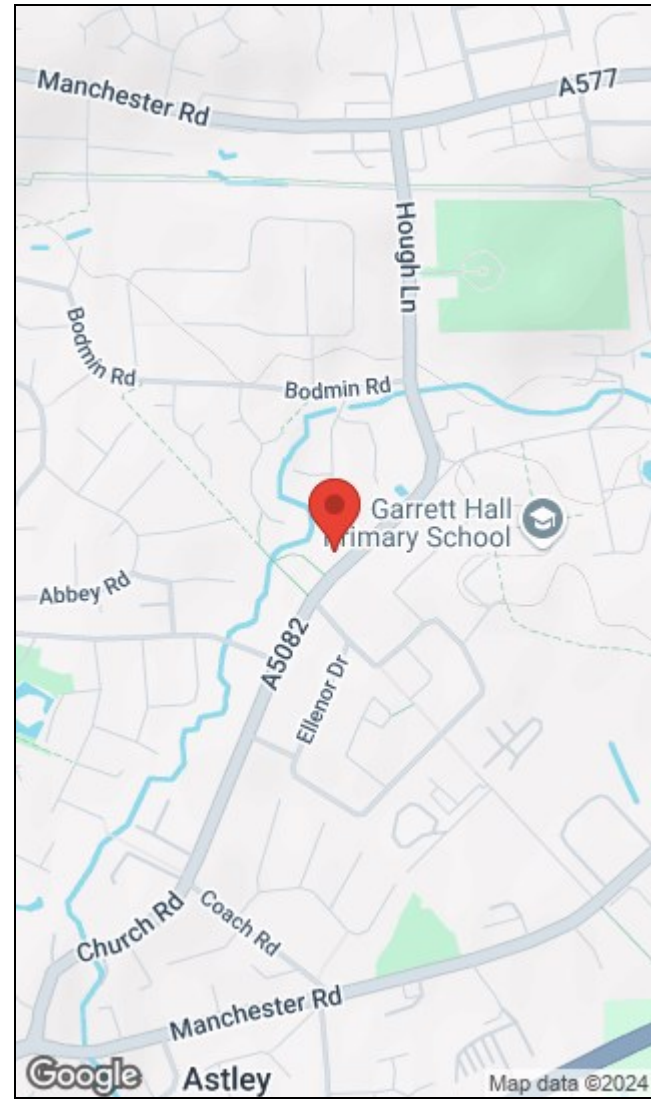 Manchester Rd
A577
Hough Ln
Bodmin Rd
Bodmin Rd
Garrett Hall
Primary School
Abbey Rd
A5082
Ellenor Dr
Coach Rd
Church Rd
Manchester Rd
Astley
Google
Map data ©2024